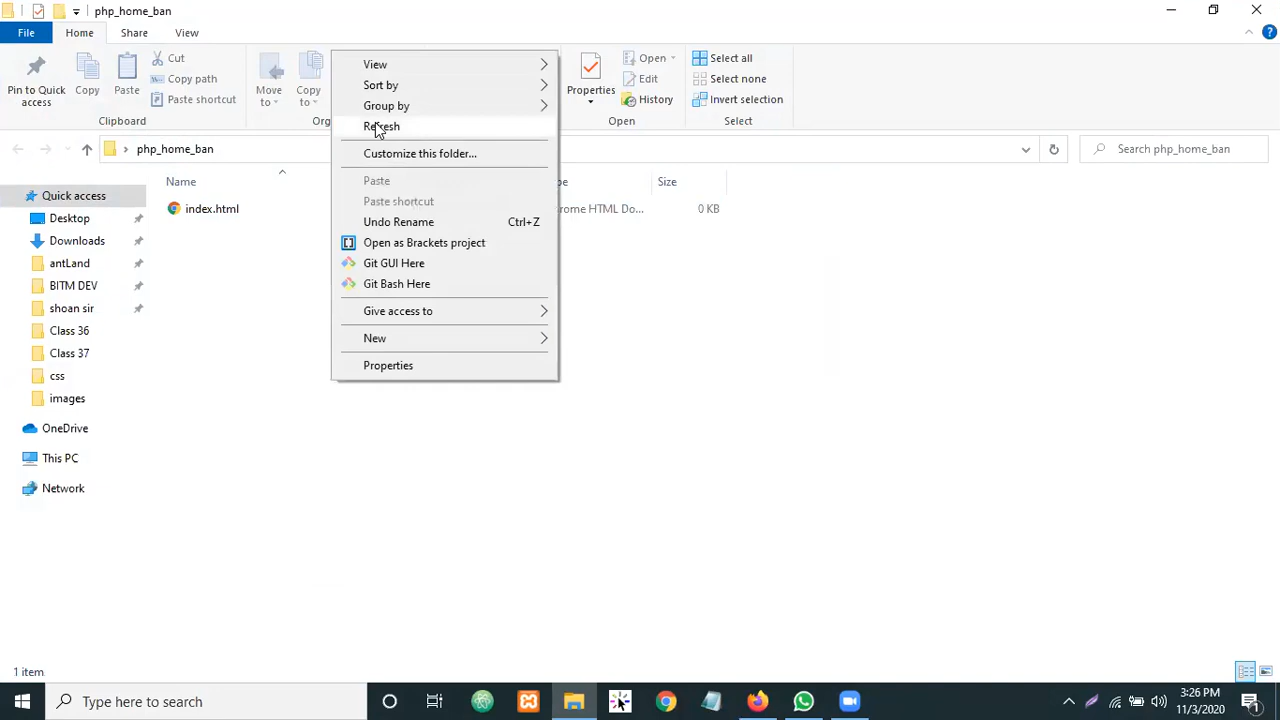 php_home_ban
File Home Share View
Pin to Quick access
Copy
Paste
Cut
Copy path
Paste shortcut
Clipboard
Move to
Copy to
Org
Properties
Open
Edit
History
Open
Select all
Select none
Invert selection
Select
php_home_ban
Search php_home_ban
Name
Size
index.html
0 KB
Quick access
Desktop
Downloads
antLand
BITM DEV
shoan sir
Class 36
Class 37
css
images
OneDrive
This PC
Network
View
Sort by
Group by
Refresh
Customize this folder...
Paste
Paste shortcut
Undo Rename Ctrl+Z
Open as Brackets project
Git GUI Here
Git Bash Here
Give access to
New
Properties
1 item
Type here to search
3:26 PM
11/3/2020